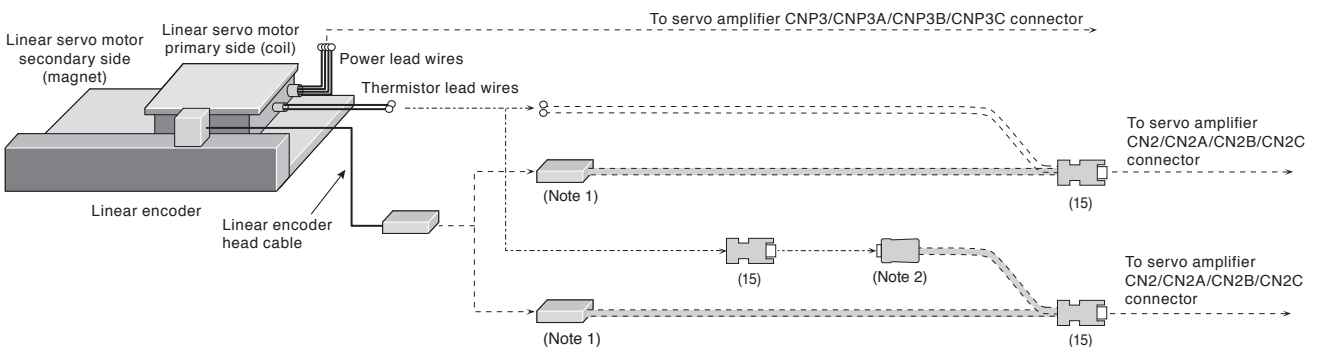 To servo amplifier CNP3/CNP3A/CNP3B/CNP3C connector
Linear servo motor
secondary side
(magnet)
Linear servo motor
primary side (coil)
Power lead wires
Thermistor lead wires
To servo amplifier
CN2/CN2A/CN2B/CN2C
connector
(Note 1)
(15)
Linear encoder
Linear encoder
head cable
(15)
(Note 2)
To servo amplifier
CN2/CN2A/CN2B/CN2C
connector
(Note 1)
(15)